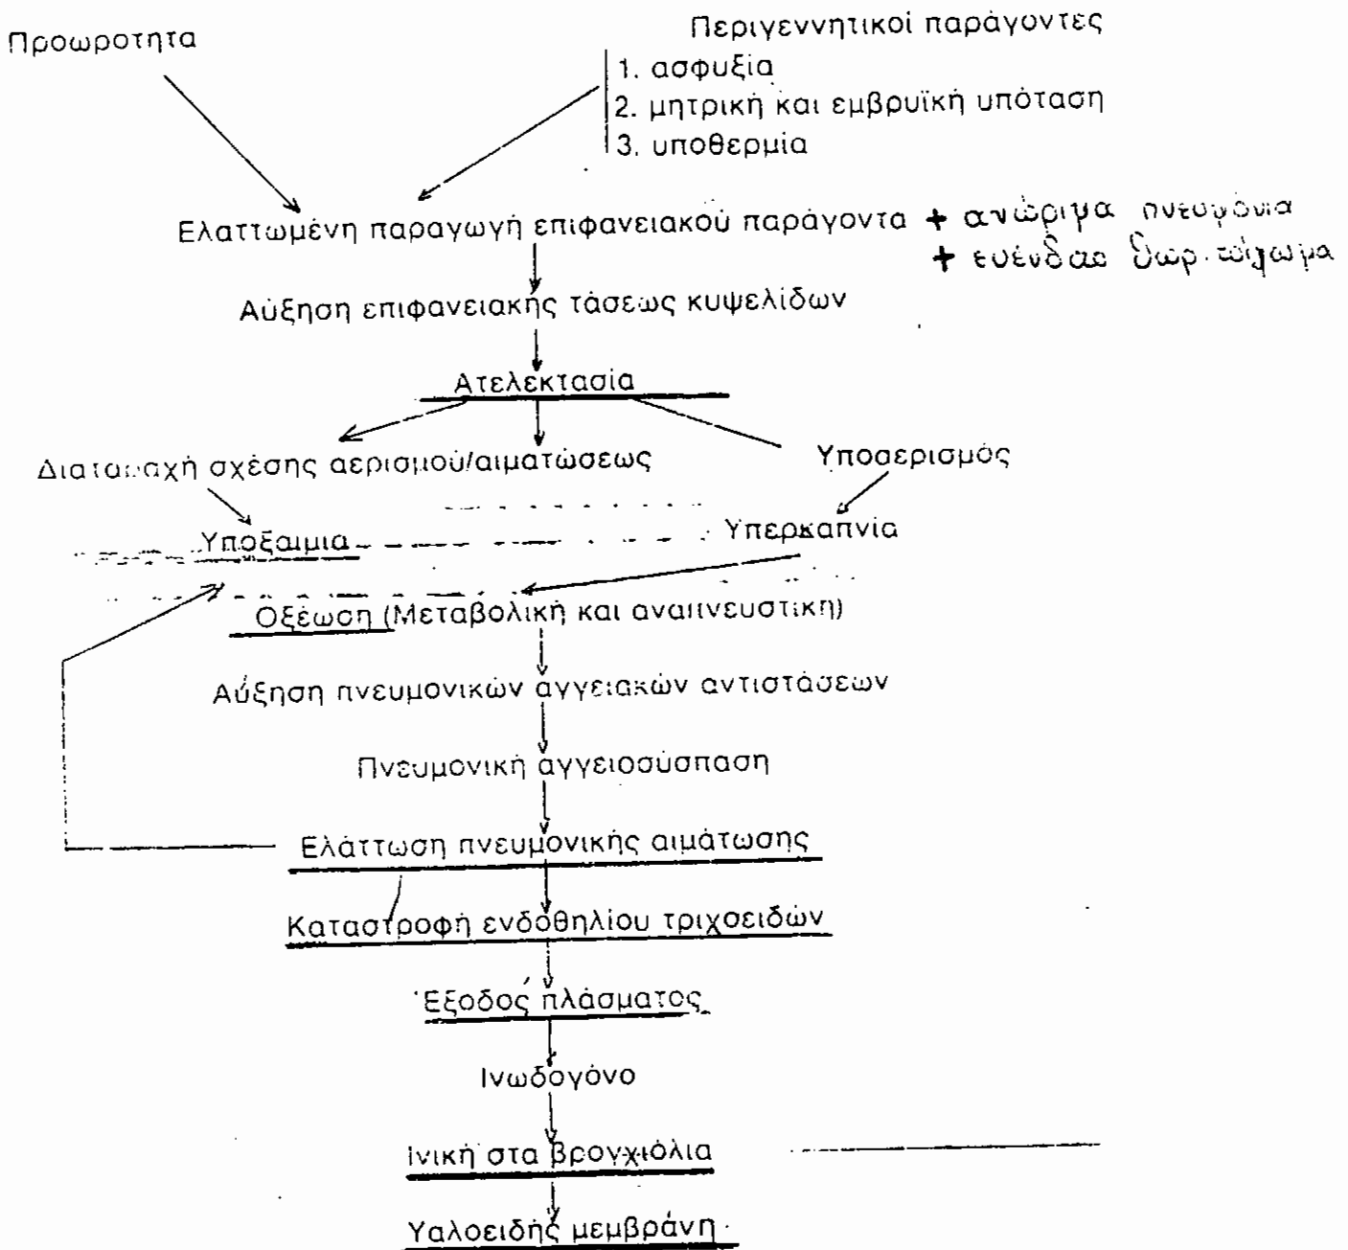 Προωρότητα
Περιγεννητικοί παράγοντες
1. ασφυξία
2. μητρική και εμβρυϊκή υπόταση
3. υποθερμία
Ελαττωμένη παραγωγή επιφανειακού παράγοντα + ανώριμα πνευμόνια
+ ευένδοτο θωρ. τοίχωμα
Αύξηση επιφανειακής τάσεως κυψελίδων
Ατελεκτασία
Διαταραχή σχέσης αερισμού/αιματώσεως
Υποαερισμός
Υποξαιμια
Υπερκαπνία
Οξέωση (Μεταβολική και αναπνευστική)
Αύξηση πνευμονικών αγγειακών αντιστάσεων
Πνευμονική αγγειοσύσπαση
Ελάττωση πνευμονικής αιμάτωσης
Καταστροφή ενδοθηλίου τριχοειδών
Έξοδος πλάσματος
Ινωδογόνο
Ινική στα βρογχιόλια
Υαλοειδής μεμβράνη